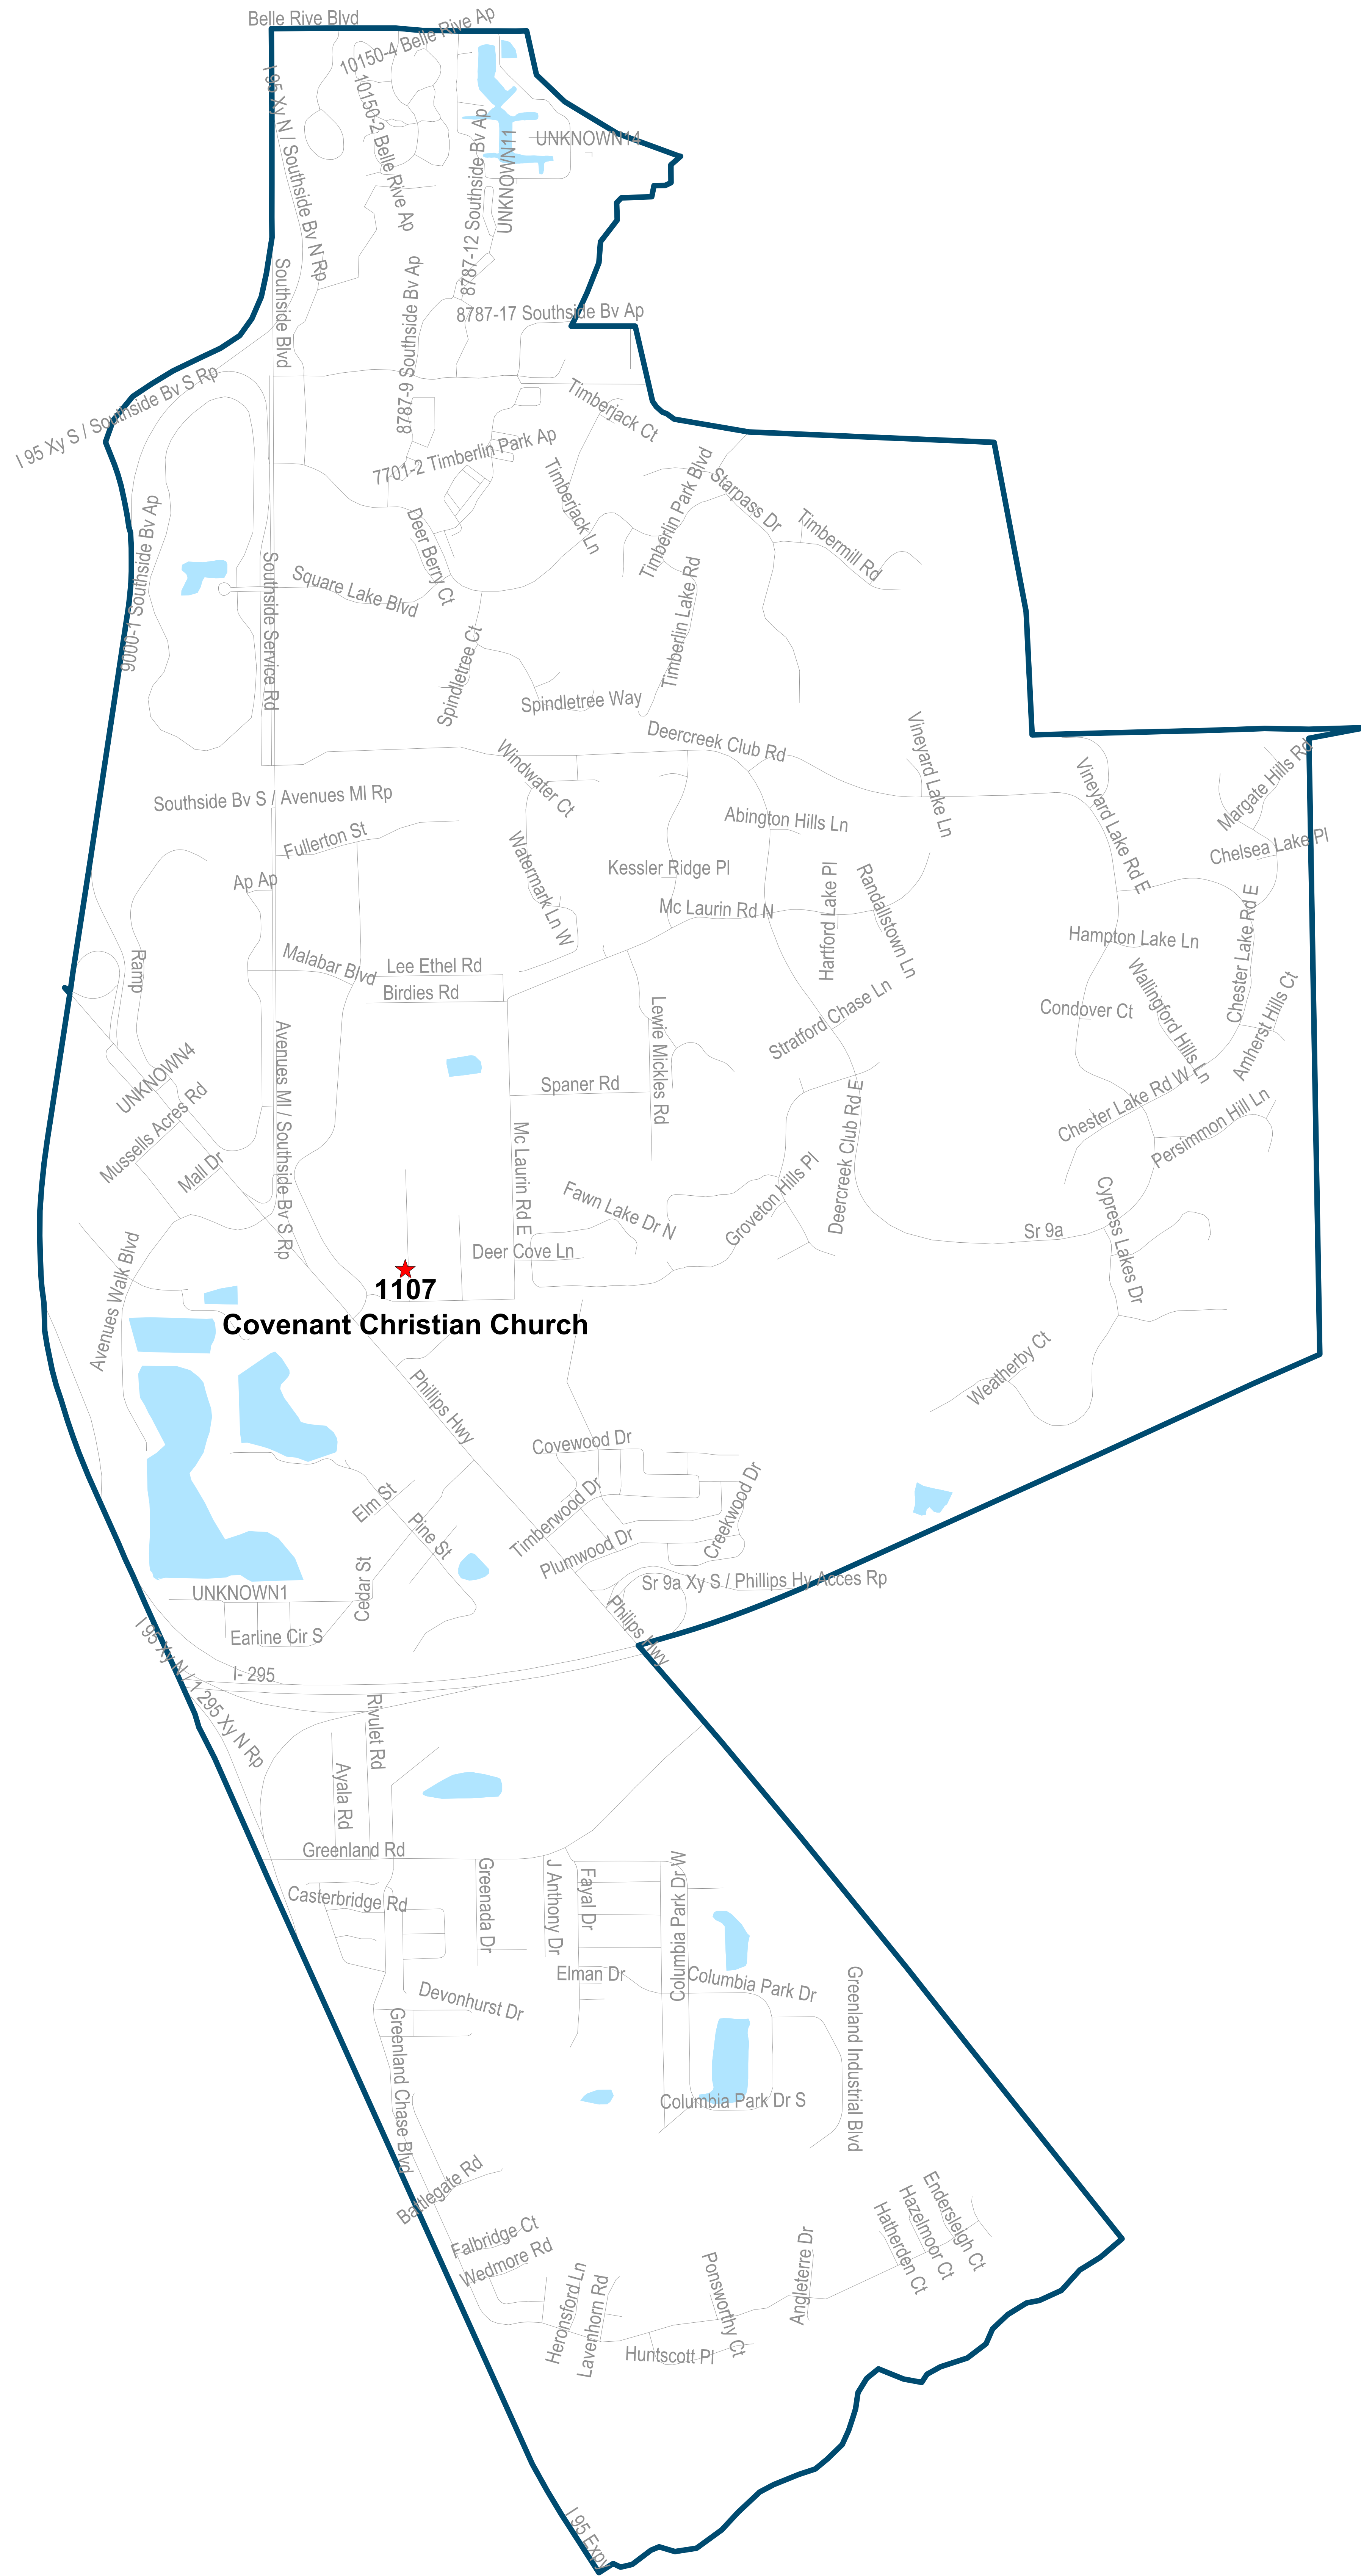 Belle Rive Blvd
10150-4 Belle Rive Ap
I 95 Xy N / Southside Bv N Rp
10150-2 Belle Rive Ap
8787-12 Southside Bv Ap
UNKNOWN11
UNKNOWN14
Southside Blvd
8787-9 Southside Bv Ap
8787-17 Southside Bv Ap
I 95 Xy S / Southside Bv S Rp
Timberjack Ct
7701-2 Timberlin Park Ap
Timberjack Ln
Timberlin Park Blvd
Starpass Dr
Timbermill Rd
9000-1 Southside Bv Ap
Deer Berry Ct
Square Lake Blvd
Southside Service Rd
Timberlin Lake Rd
Spindletree Ct
Spindletree Way
Deercreek Club Rd
Vineyard Lake Ln
Windwater Ct
Vineyard Lake Rd E
Margate Hills Rd
Southside Bv S / Avenues Ml Rp
Abington Hills Ln
Fullerton St
Chelsea Lake Pl
Watermark Ln W
Kessler Ridge Pl
Ap Ap
Hartford Lake Pl
Randallstown Ln
Mc Laurin Rd N
Chester Lake Rd E
Hampton Lake Ln
Malabar Blvd
Lee Ethel Rd
Ramp
Birdies Rd
Wallingford Hills Ln
Condover Ct
Amherst Hills Ct
Stratford Chase Ln
Lewie Mickles Rd
UNKNOWN4
Avenues Ml / Southside Bv S Rp
Spaner Rd
Mussells Acres Rd
Chester Lake Rd W
Persimmon Hill Ln
Mall Dr
Mc Laurin Rd E
Deercreek Club Rd E
Groveton Hills Pl
Fawn Lake Dr N
Cypress Lakes Dr
Sr 9a
Deer Cove Ln
Avenues Walk Blvd
1107
Covenant Christian Church
Weatherby Ct
Phillips Hwy
Covewood Dr
Elm St
Timberwood Dr
Creekwood Dr
Pine St
Plumwood Dr
Sr 9a Xy S / Phillips Hy Acces Rp
Cedar St
UNKNOWN1
Philips Hwy
Earline Cir S
I 95 Xy N / 1 295 Xy N Rp
I- 295
Rivulet Rd
Ayala Rd
Greenland Rd
Greenada Dr
J Anthony Dr
Fayal Dr
Columbia Park Dr W
Casterbridge Rd
Elman Dr
Columbia Park Dr
Devonhurst Dr
Greenland Industrial Blvd
Greenland Chase Blvd
Columbia Park Dr S
Battlegate Rd
Endersleigh Ct
Hazelmoor Ct
Hatherden Ct
Falbridge Ct
Wedmore Rd
Angleterre Dr
Ponsworthy Ct
Heronsford Ln
Lavenhorn Rd
Huntscott Pl
I 95 Expy